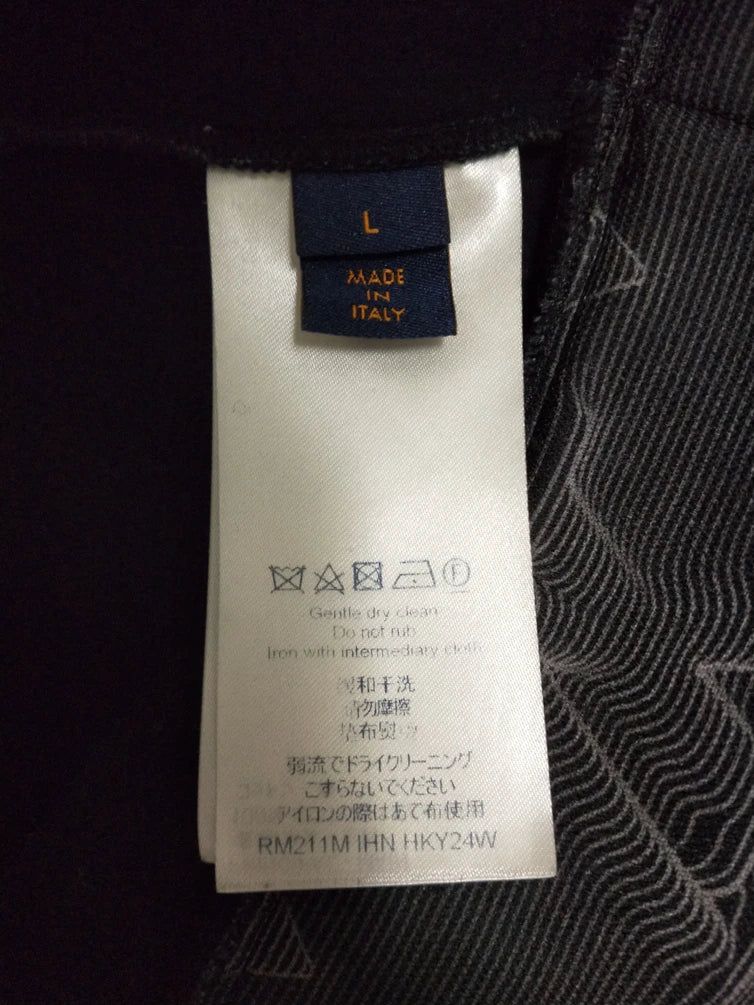 L
MADE
IN
ITALY
F
Gentle dry clean
Do not rub
Iron with intermediary cloth
和干洗
勿摩擦
垫布熨
弱流でドライクリーニング
こすらないでください
アイロンの際はあて布使用
RM211M IHN HKY24W